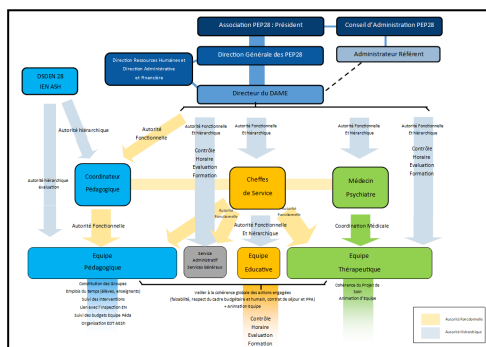 Association PEP28 : Président
Conseil d'Administration PEP28
Direction Ressources Humaines et
Direction Administrative
et Financière
Direction Générale des PEP28
Administrateur Référent
DSDEN 28
IEN ASH
Directeur du DAME
Autorité hiérarchique
Autorité
Fonctionnelle
Autorité Fonctionnelle
Et hiérarchique
Contrôle
Horaire
Evaluation
Formation
Autorité Fonctionnelle
Et hiérarchique
Autorité Fonctionnelle
Et hiérarchique
Autorité Fonctionnelle
Et hiérarchique
Contrôle
Horaire
Evaluation
Formation
Coordinateur
Pédagogique
Cheffes
de Service
Médecin
Psychiatre
Autorité hiérarchique
évaluation
Autorité Fonctionnelle
Autorité
Fonctionnelle
Autorité
Fonctionnelle
Autorité Fonctionnelle
Et hiérarchique
Coordination Médicale
Equipe
Pédagogique
Service
Administratif
Services Généraux
Equipe
Educative
Equipe
Thérapeutique
Constitution des Groupes
Emplois du temps (élèves, enseignants)
Suivi des interventions
Lien avec l'inspection EN
Suivi des budgets Equipe Péda
Organisation EDT AESH
Veiller à la cohérence globale des actions engagées
(faisabilité, respect du cadre budgétaire et humain, contrat de séjour et PPA)
+ Animation Equipe
Cohérence du Projet de
Soin
Animation d'Equipe
Contrôle
Horaire
Evaluation
Formation
Autorité Fonctionnelle
Autorité Hiérarchique